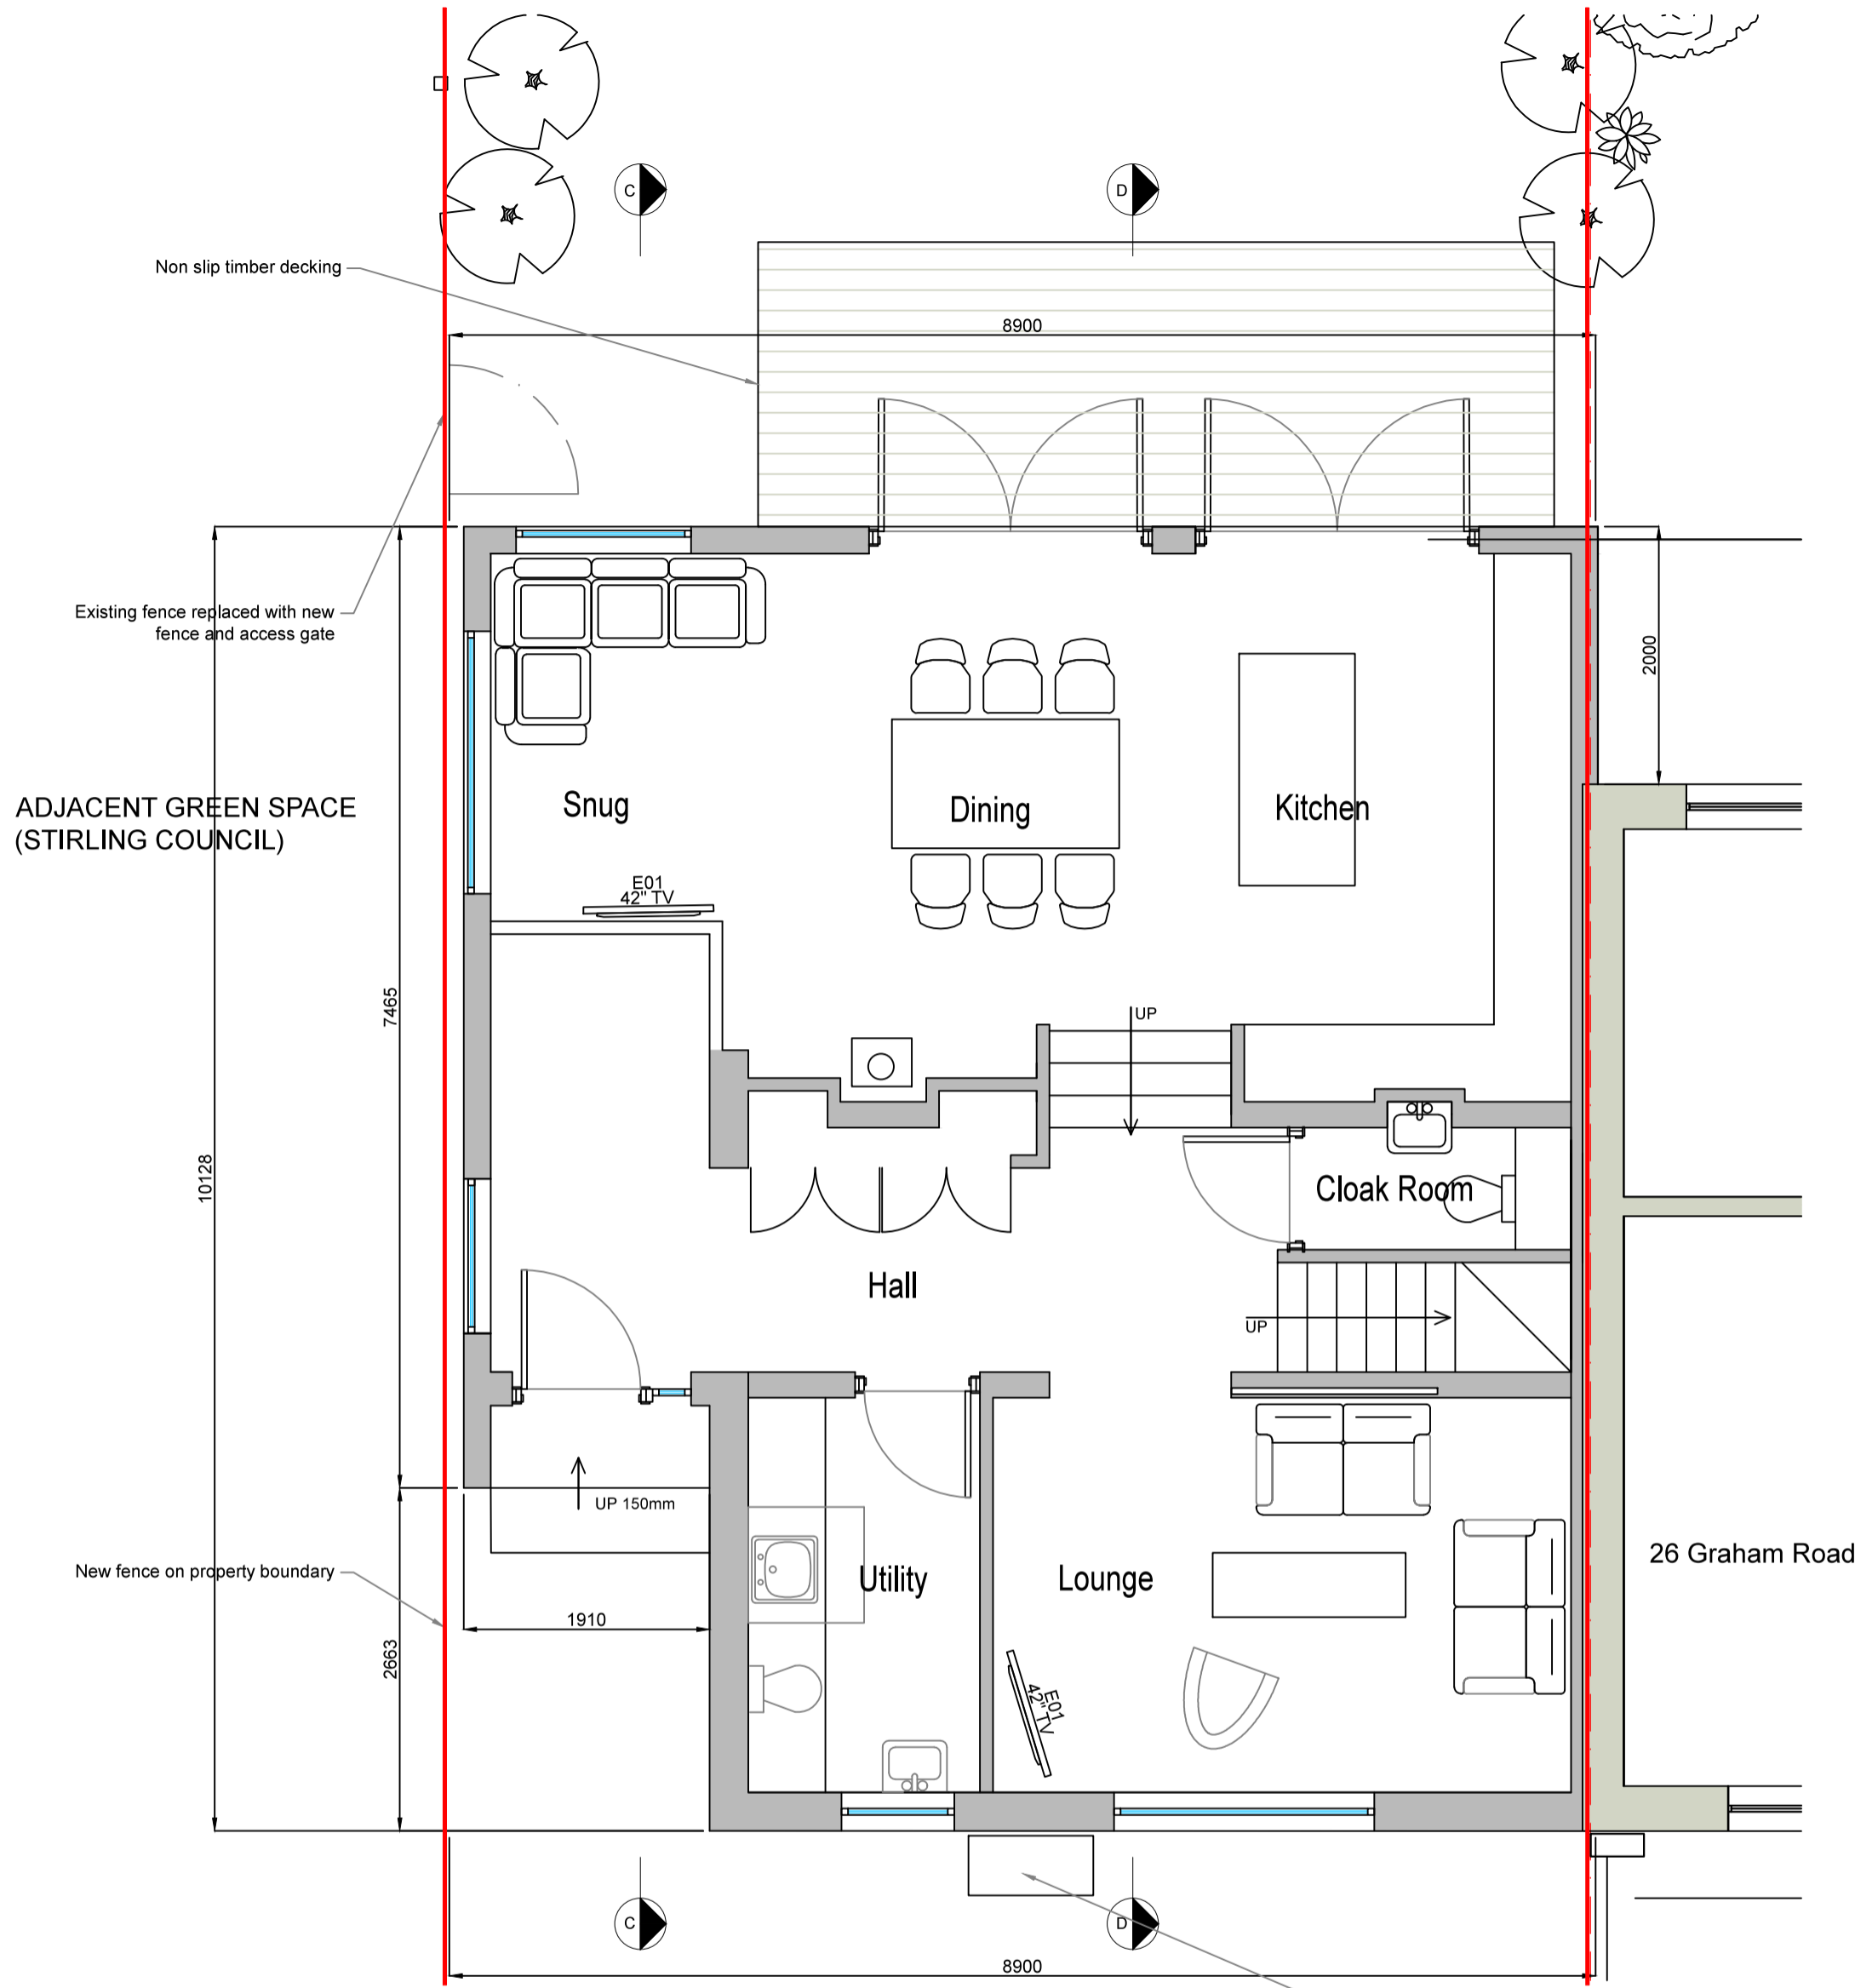 C
D
Non slip timber decking
8900
Existing fence replaced with new
fence and access gate
2000
ADJACENT GREEN SPACE
(STIRLING COUNCIL)
Snug
Dining
Kitchen
E01
42" TV
7465
UP
10128
Cloak Room
Hall
UP
UP 150mm
26 Graham Road
New fence on property boundary
Utility
Lounge
1910
2663
E01
42" TV
C
D
8900